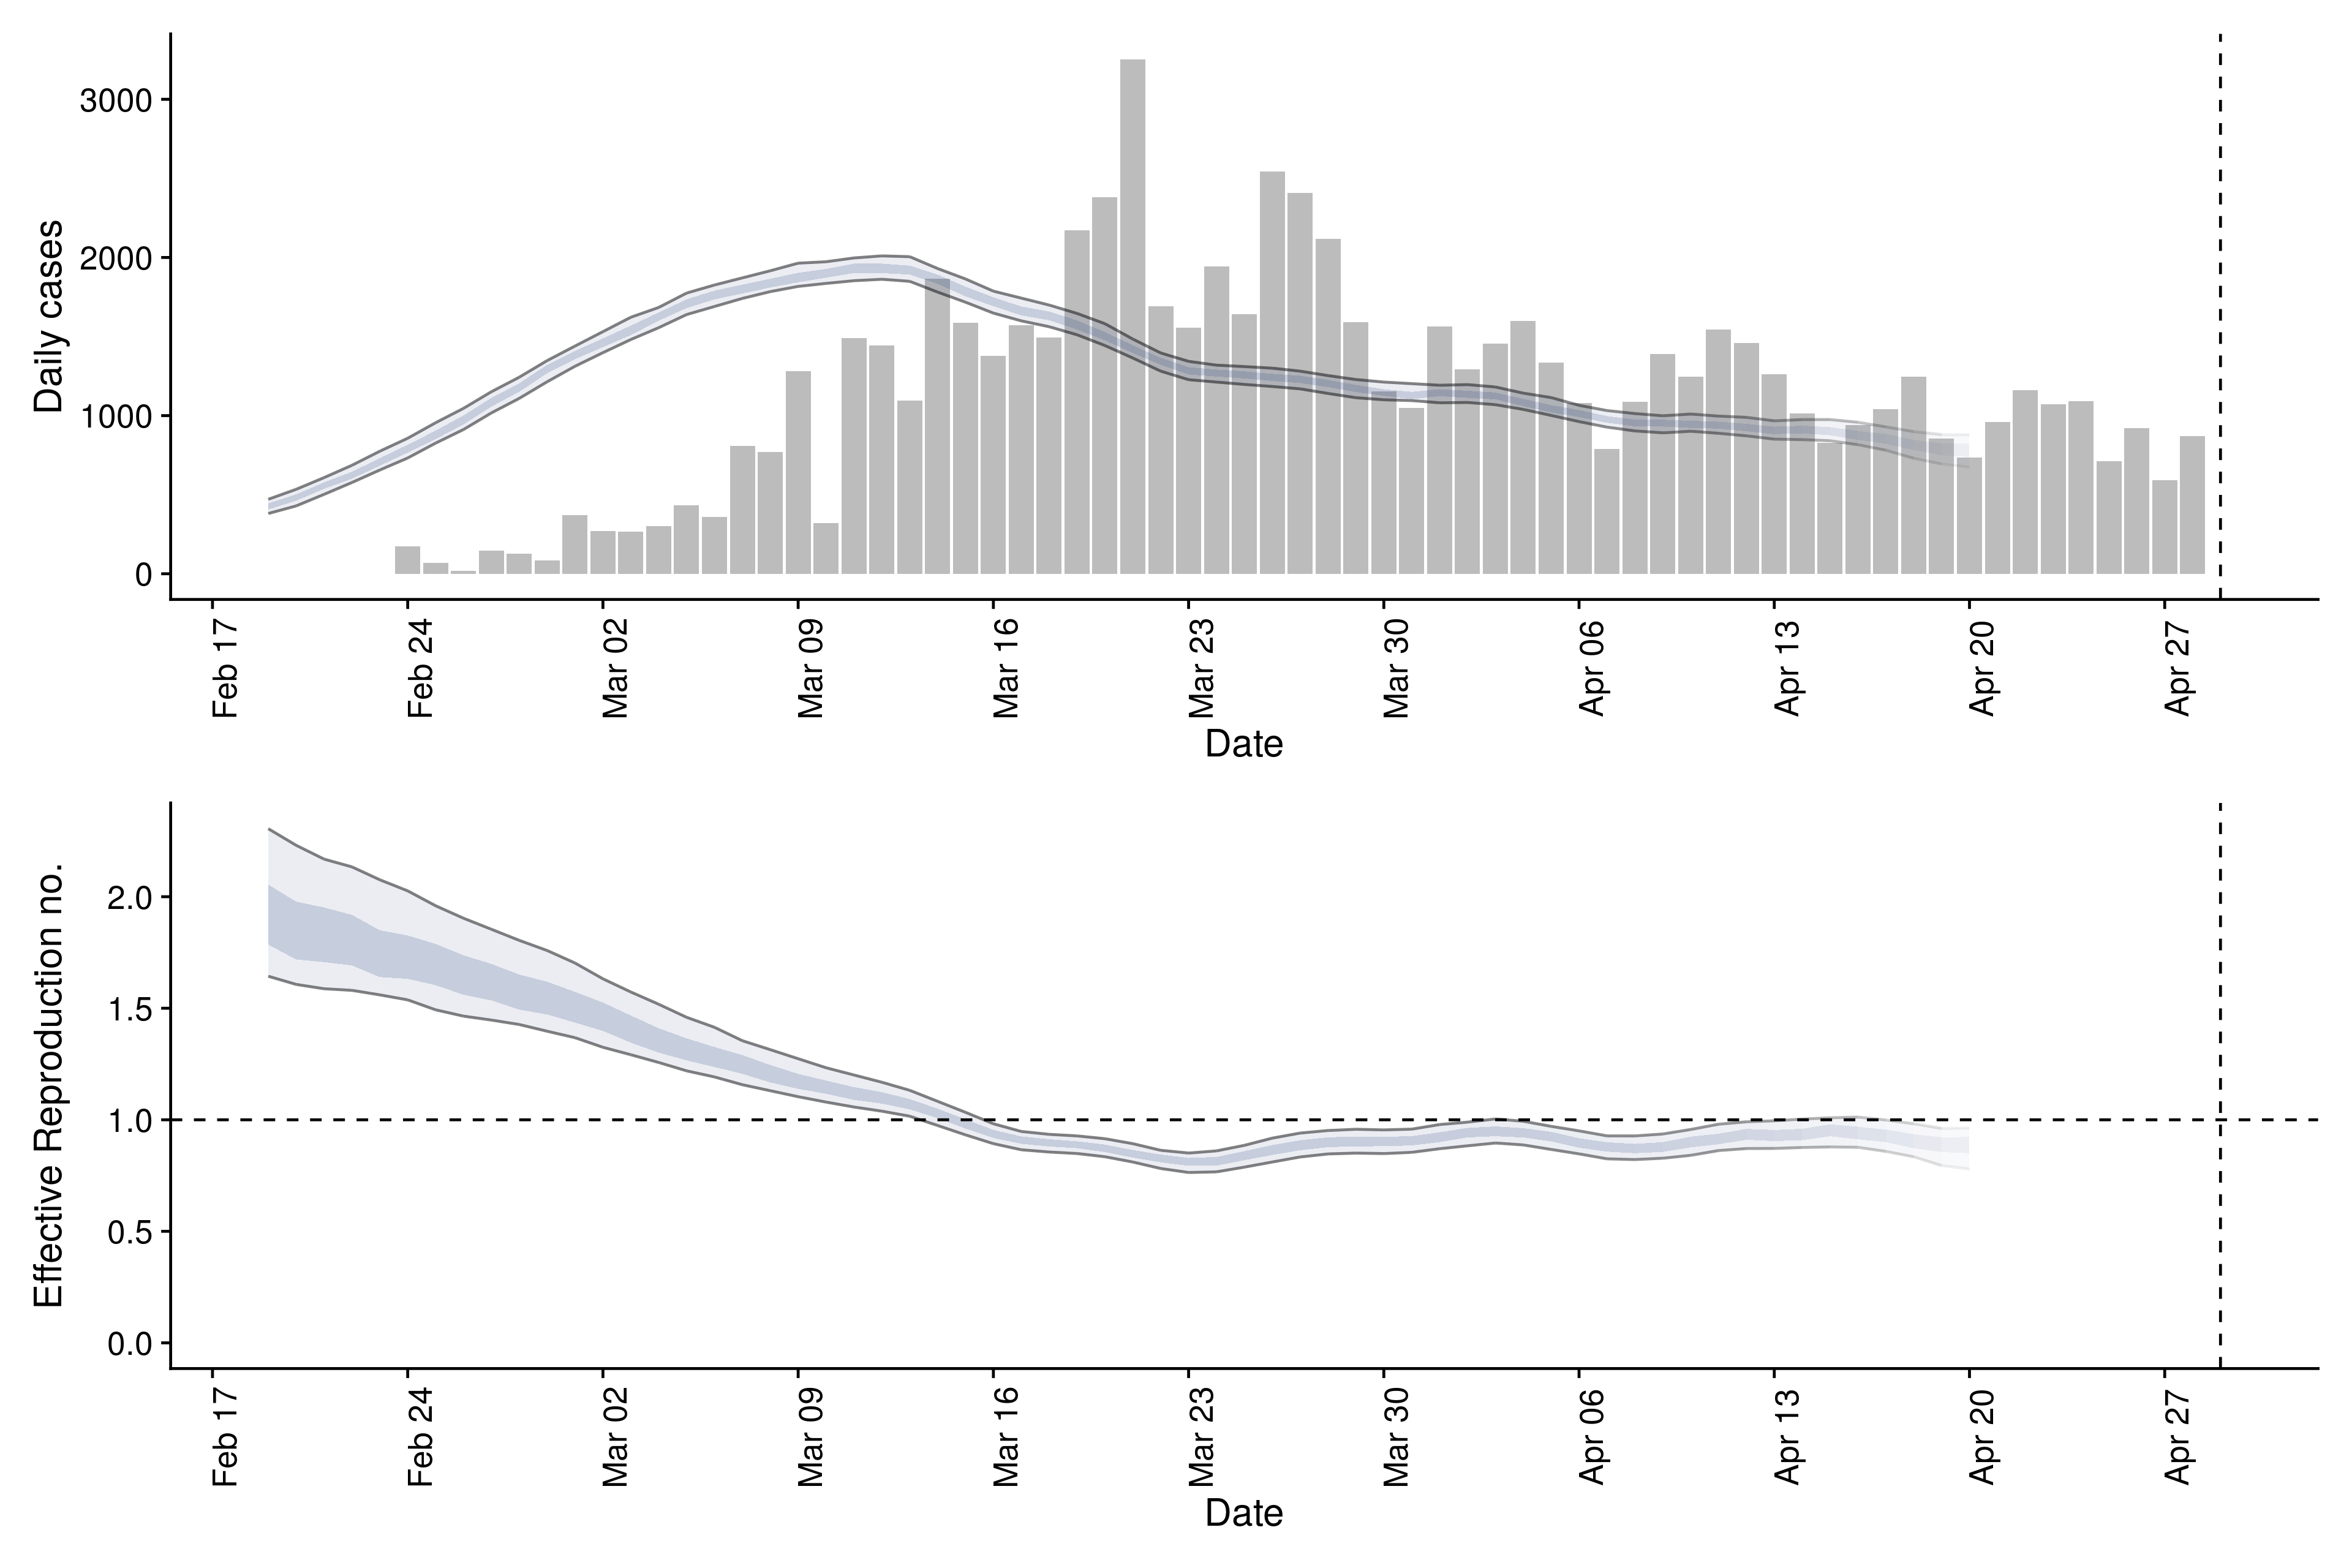 Daily cases
3000
2000
1000
0
Feb 17
Feb 24
Mar 02
Mar 09
Mar 16
Mar 23
Mar 30
Apr 06
Apr 13
Apr 20
Apr 27
Date
Effective Reproduction no.
2.0
1.5
1.0
0.5
0.0
Feb 17
Feb 24
Mar 02
Mar 09
Mar 16
Mar 23
Mar 30
Apr 06
Apr 13
Apr 20
Apr 27
Date